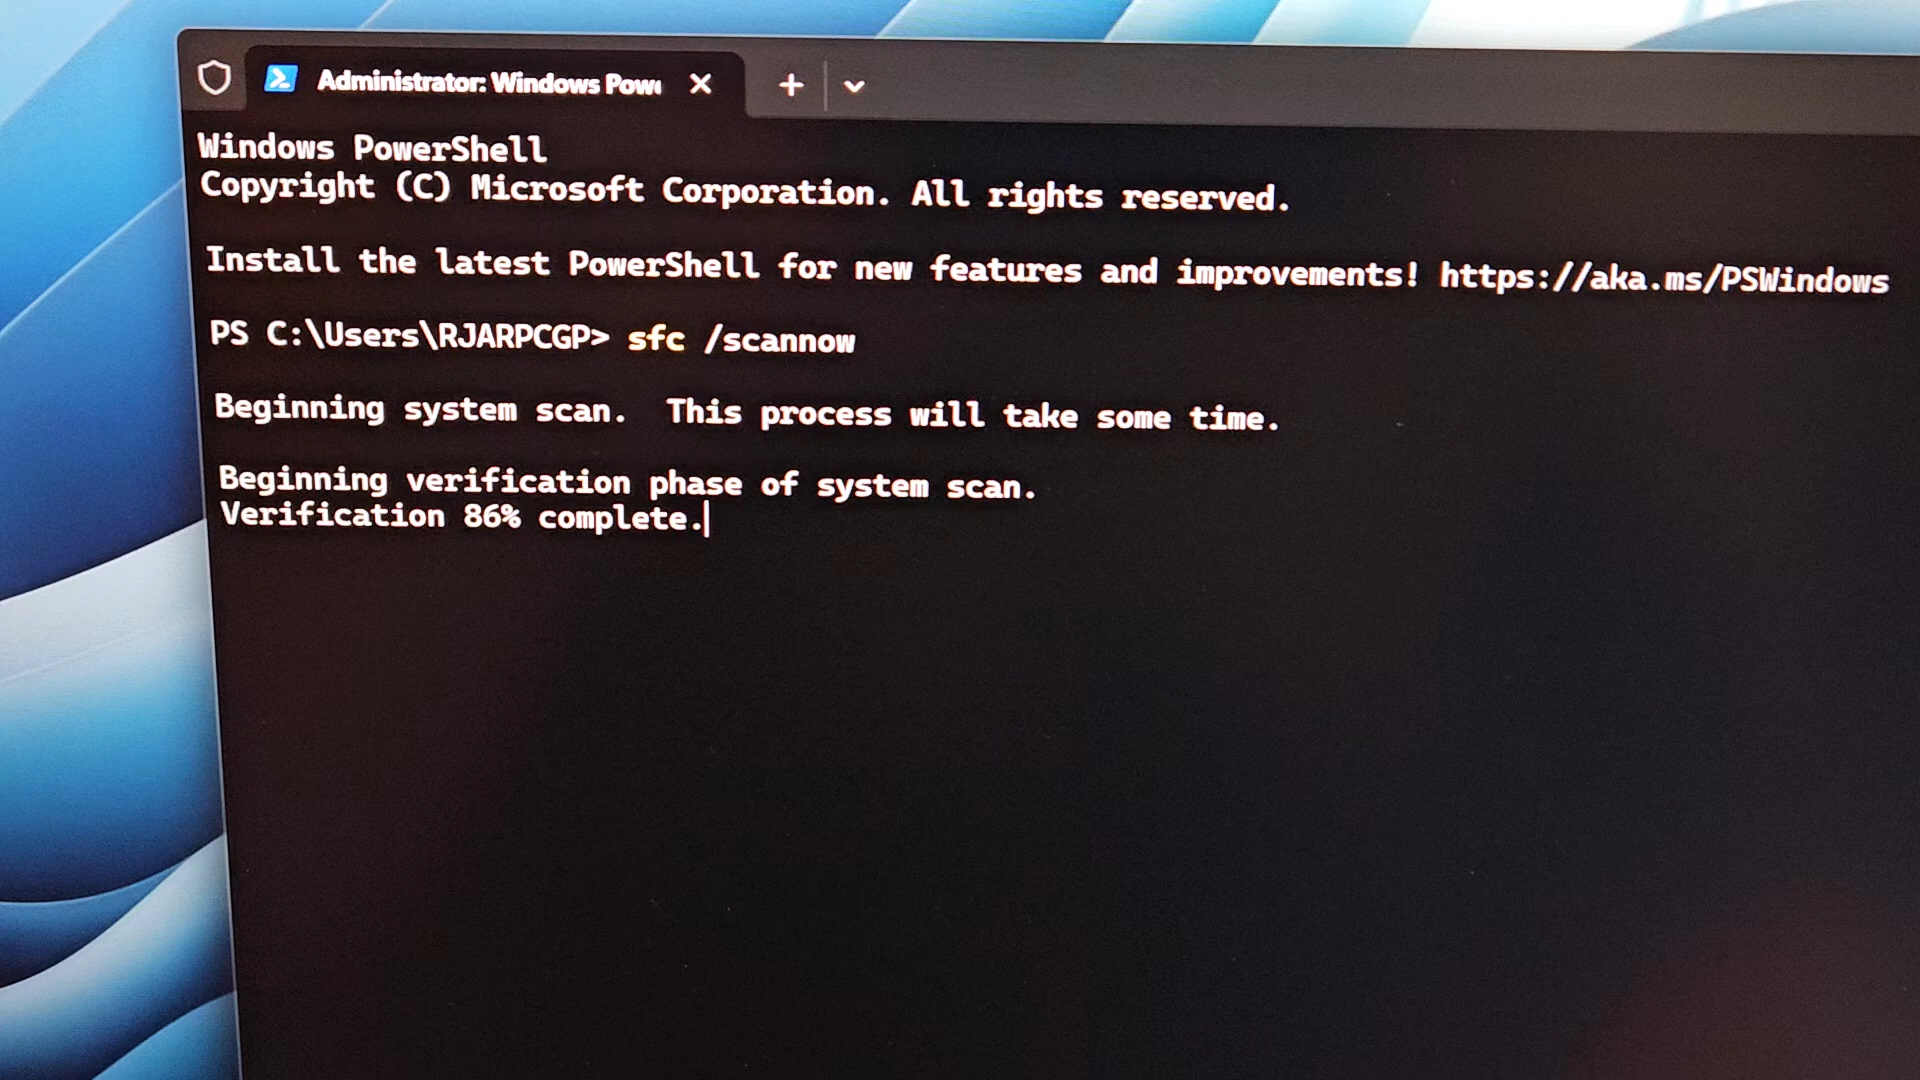 Administrator: Windows Pow
Windows PowerShell
Copyright (C) Microsoft Corporation. All rights reserved.
Install the latest PowerShell for new features and improvements! https://aka.ms/PSWindows
PS C:\Users\RJARPCGP> sfc /scannow
Beginning system scan.  This process will take some time.
Beginning verification phase of system scan.
Verification 86% complete.